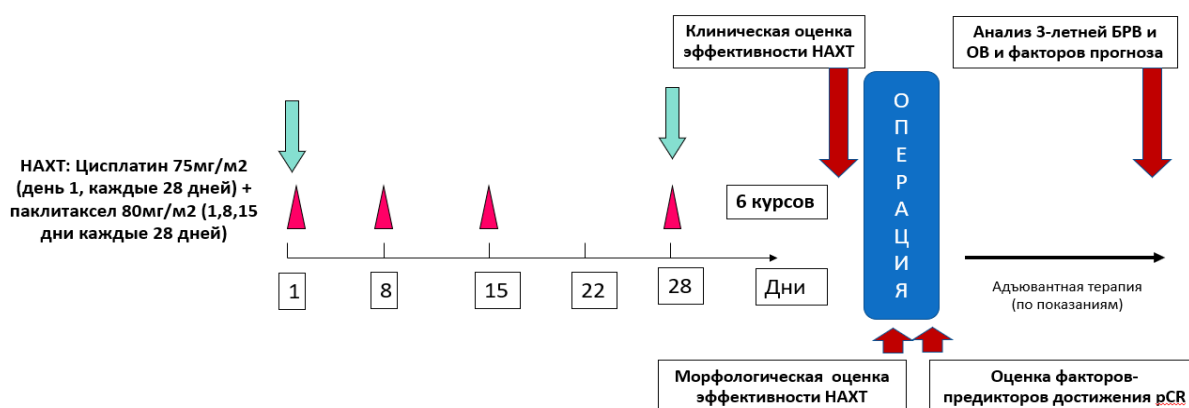 Клиническая оценка
эффективности НАХТ
Анализ 3-летней БРВ и
ОВ и факторов прогноза
НАХТ: Цисплатин 75мг/м2
(день 1, каждые 28 дней) +
паклитаксел 80мг/м2 (1,8,15
дни каждые 28 дней)
6 курсов
ОПЕРАЦИЯ
1
8
15
22
28
Дни
Адъювантная терапия
(по показаниям)
Морфологическая оценка
эффективности НАХТ
Оценка факторов-
предикторов достижения pCR